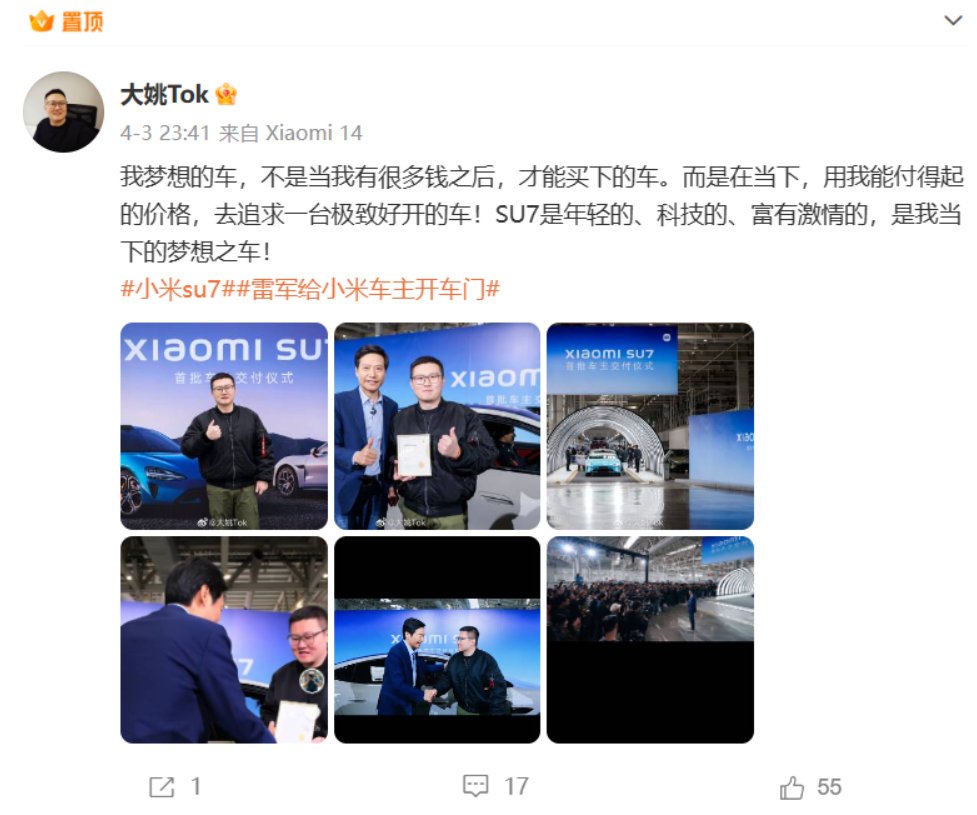 置顶
大姚Tok
4-3 23:41 来自 Xiaomi 14
我梦想的车，不是当我有很多钱之后，才能买下的车。而是在当下，用我能付得起
的价格，去追求一台极致好开的车！SU7是年轻的、科技的、富有激情的，是我当
下的梦想之车！
#小米su7##雷军给小米车主开车门#
XIAOMI SU7
首批车主交付仪式
@大姚Tok
XIAOM
首批车主交
@大姚Tok
XIAOMI SU7
首批车主交付仪式
XIAO
@大姚Tok
7
XIAOMI SU
XIAOMI
1
17
55